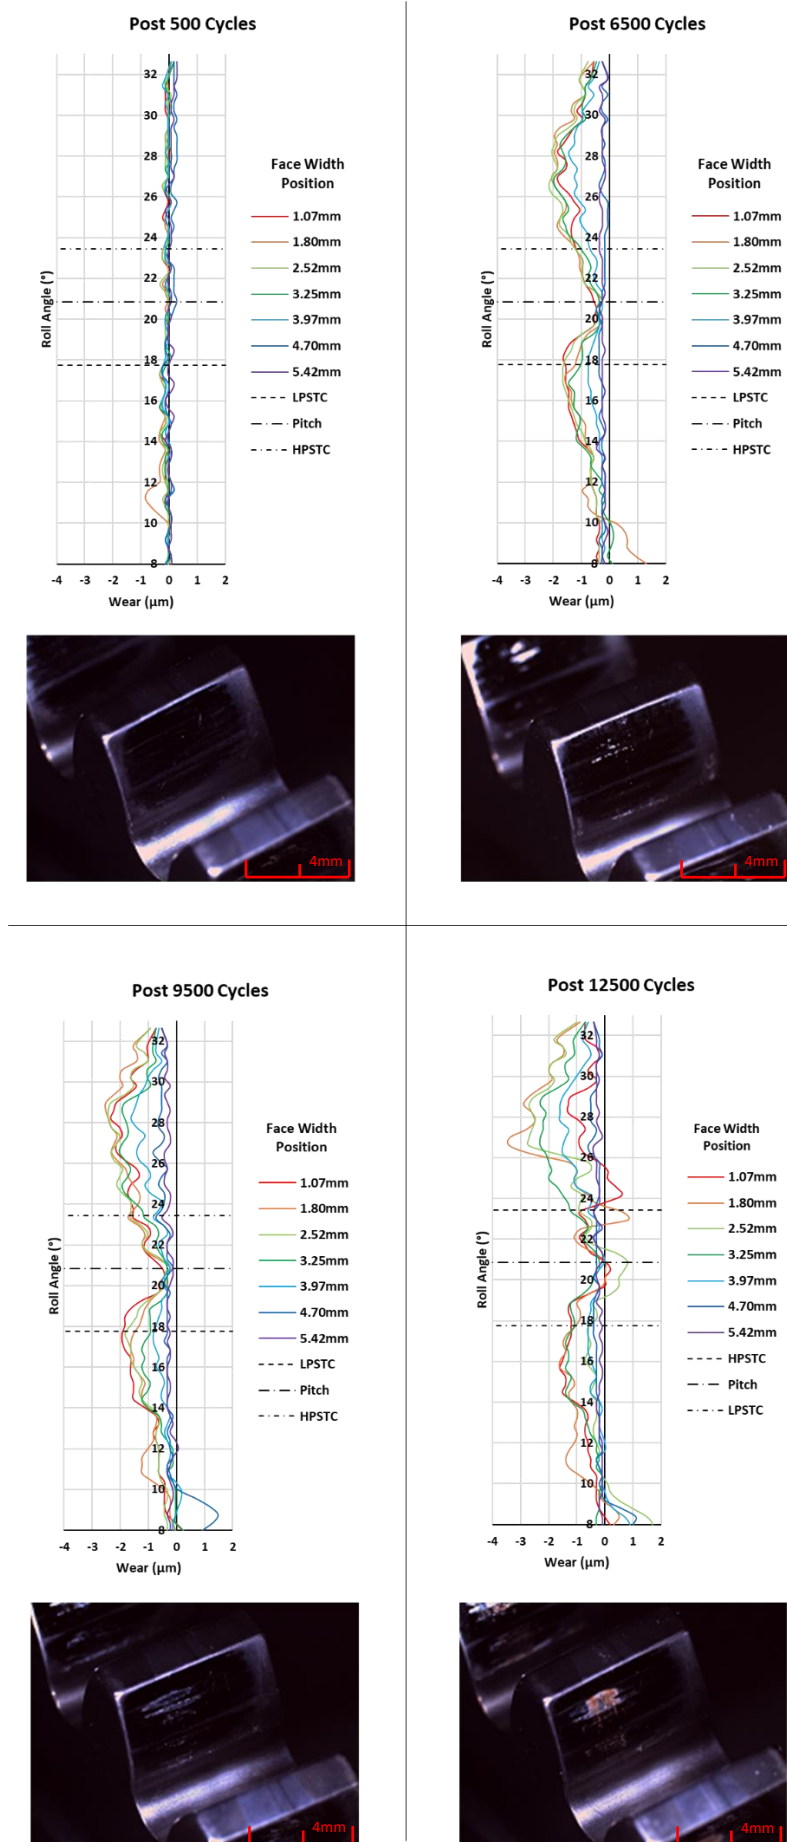 Post 500 Cycles
32
30
28
26
24
22
20
18
16
14
12
10
8
-4 -3 -2 -1 0 1 2
Roll Angle (°)
Wear (µm)
Face Width
Position
1.07mm
1.80mm
2.52mm
3.25mm
3.97mm
4.70mm
5.42mm
LPSTC
Pitch
HPSTC
4mm
Post 6500 Cycles
32
30
28
26
24
22
20
18
16
14
12
10
8
-4 -3 -2 -1 0 1 2
Roll Angle (°)
Wear (µm)
Face Width
Position
1.07mm
1.80mm
2.52mm
3.25mm
3.97mm
4.70mm
5.42mm
LPSTC
Pitch
HPSTC
4mm
Post 9500 Cycles
32
30
28
26
24
22
20
18
16
14
12
10
8
-4 -3 -2 -1 0 1 2
Roll Angle (°)
Wear (µm)
Face Width
Position
1.07mm
1.80mm
2.52mm
3.25mm
3.97mm
4.70mm
5.42mm
LPSTC
Pitch
HPSTC
4mm
Post 12500 Cycles
32
30
28
26
24
22
20
18
16
14
12
10
8
-4 -3 -2 -1 0 1 2
Roll Angle (°)
Wear (µm)
Face Width
Position
1.07mm
1.80mm
2.52mm
3.25mm
3.97mm
4.70mm
5.42mm
HPSTC
Pitch
LPSTC
4mm